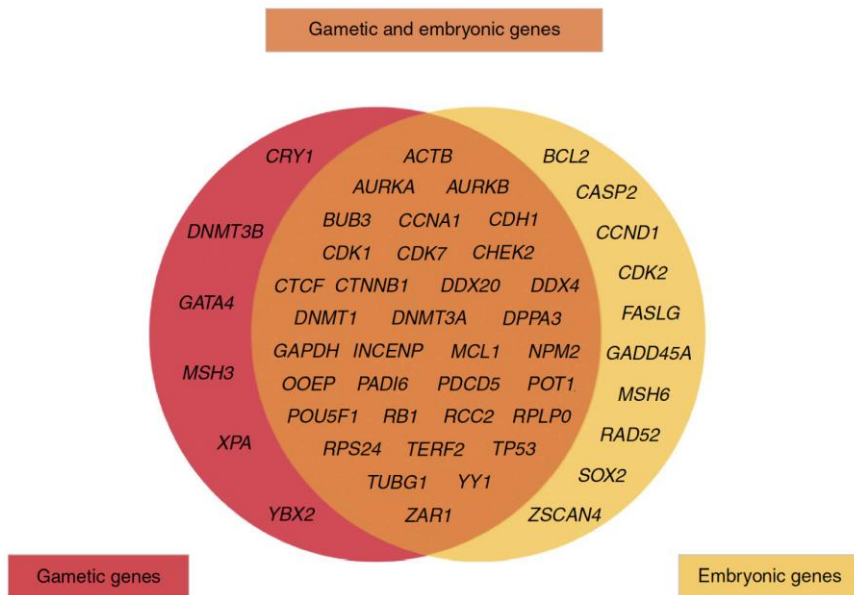 Gametic and embryonic genes
CRY1 ACTB BCL2
AURKA AURKB CASP2
DNMT3B BUB3 CCNA1 CDH1 CCND1
CDK1 CDK7 CHEK2 CDK2
CTCF CTNNB1 DDX20 DDX4
GATA4 DNMT1 DNMT3A DPPA3 FASLG
GAPDH INCENP MCL1 NPM2 GADD45A
MSH3 OOEP PADI6 PDCD5 POT1 MSH6
POU5F1 RB1 RCC2 RPLP0 RAD52
XPA RPS24 TERF2 TP53
TUBG1 YY1 SOX2
YBX2 ZAR1 ZSCAN4
Gametic genes Embryonic genes